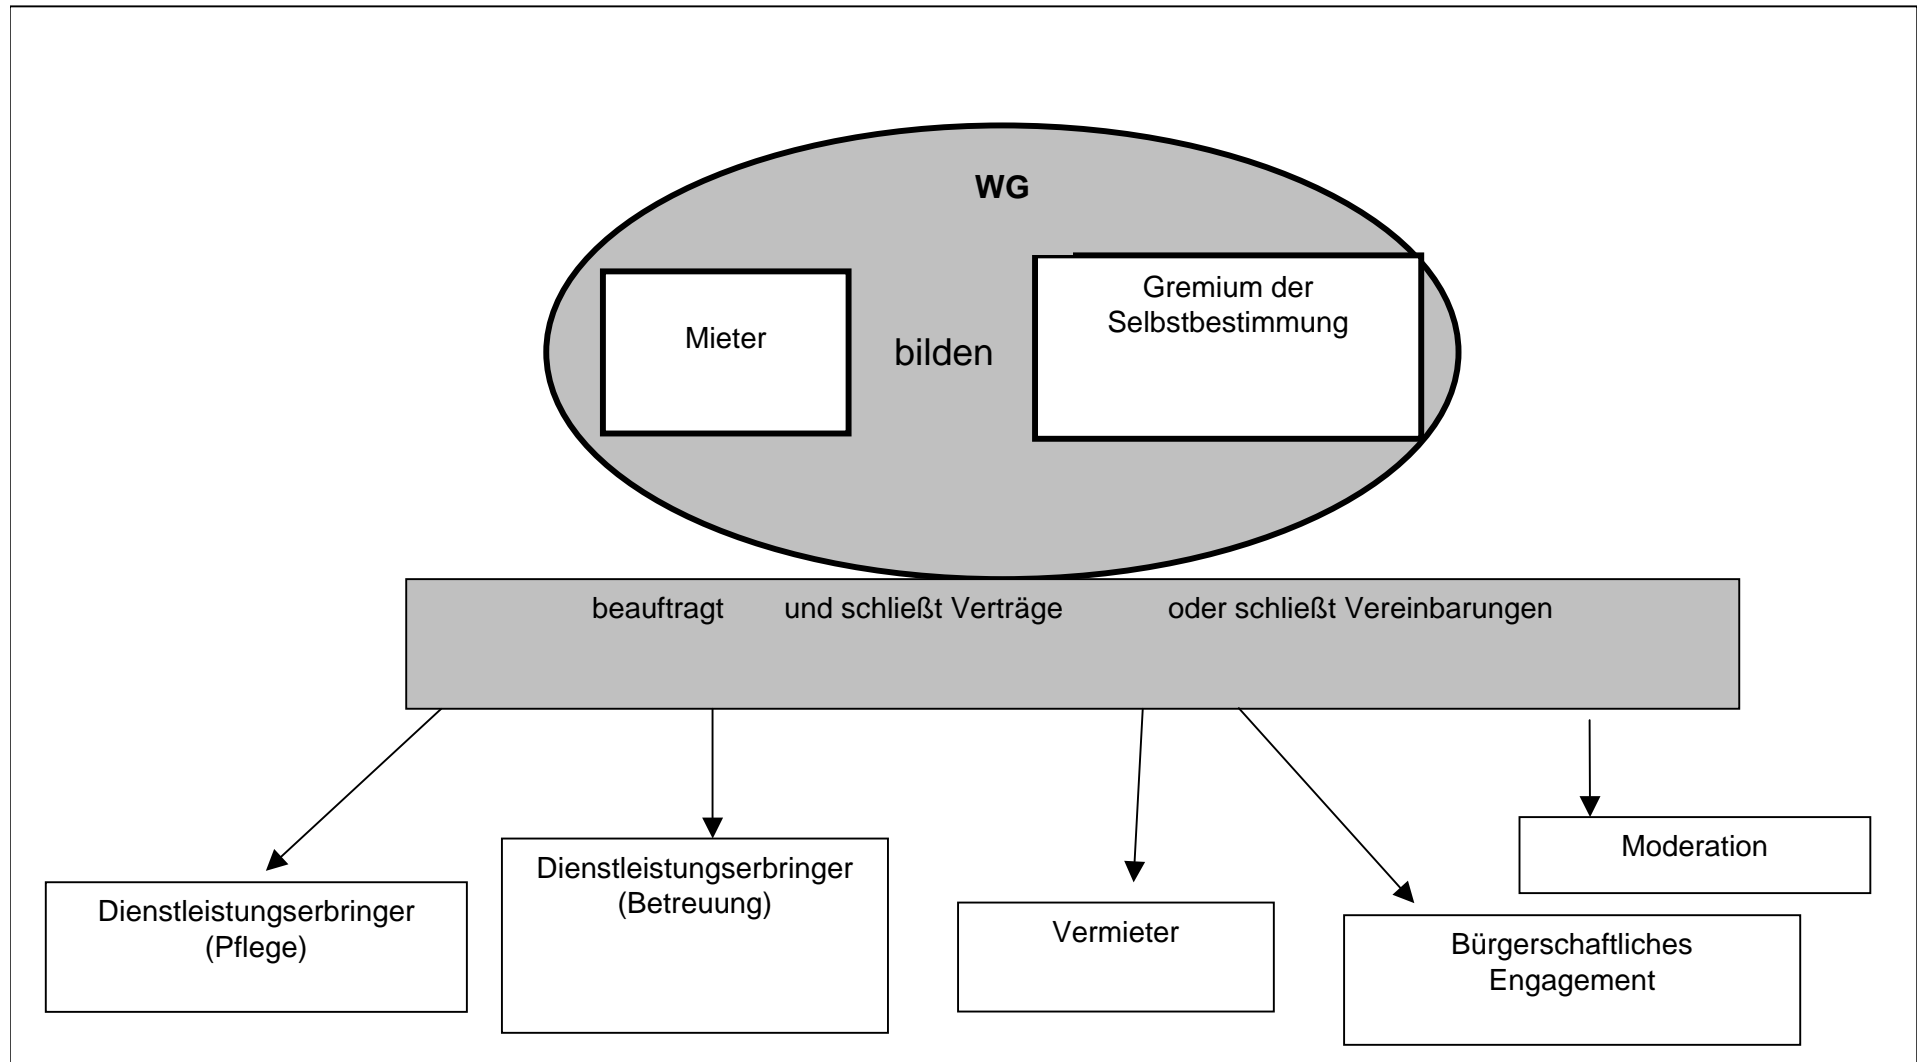 WG
Mieter
bilden
Gremium der
Selbstbestimmung
beauftragt und schließt Verträge oder schließt Vereinbarungen
Dienstleistungserbringer
(Pflege)
Dienstleistungserbringer
(Betreuung)
Vermieter
Bürgerschaftliches
Engagement
Moderation